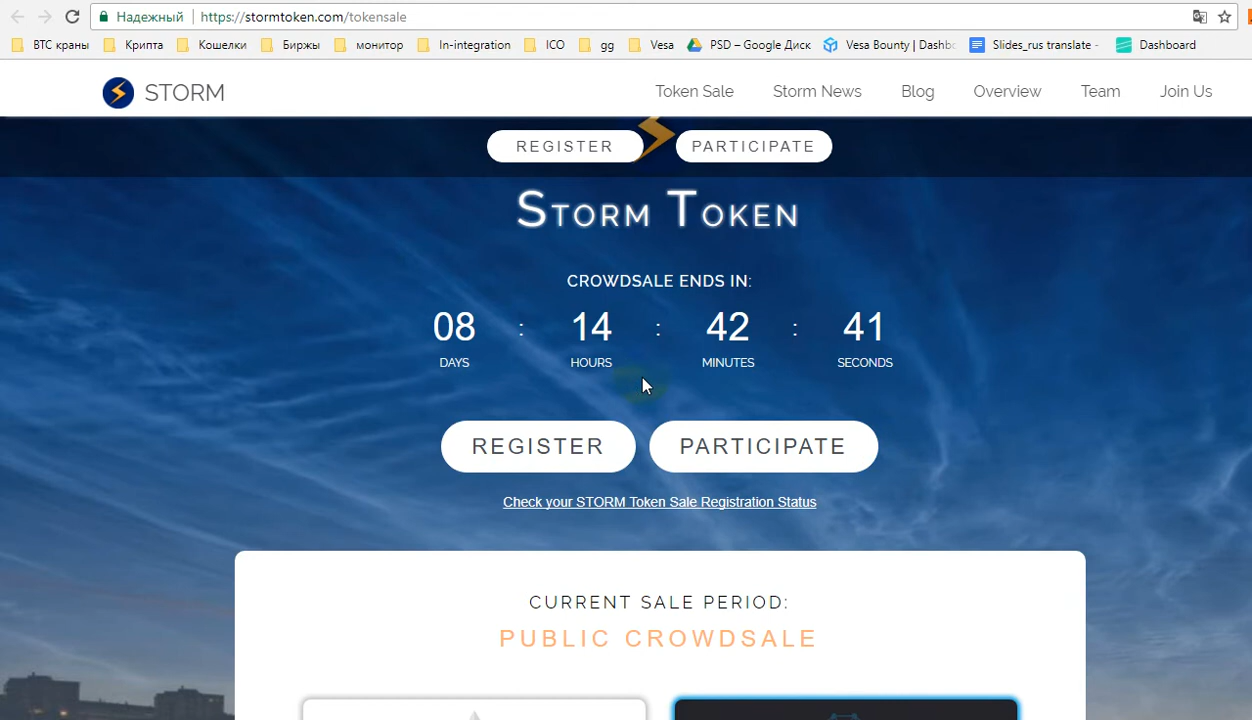 Надежный https://stormtoken.com/tokensale
BTC краны Крипта Кошелки Биржы монитор In-integration ICO gg Vesa PSD – Google Диск Vesa Bounty | Dashbo Slides_rus translate - Dashboard
STORM Token Sale Storm News Blog Overview Team Join Us
REGISTER PARTICIPATE
STORM TOKEN
CROWDSALE ENDS IN:
08 : 14 : 42 : 41
DAYS HOURS MINUTES SECONDS
REGISTER PARTICIPATE
Check your STORM Token Sale Registration Status
CURRENT SALE PERIOD:
PUBLIC CROWDSALE